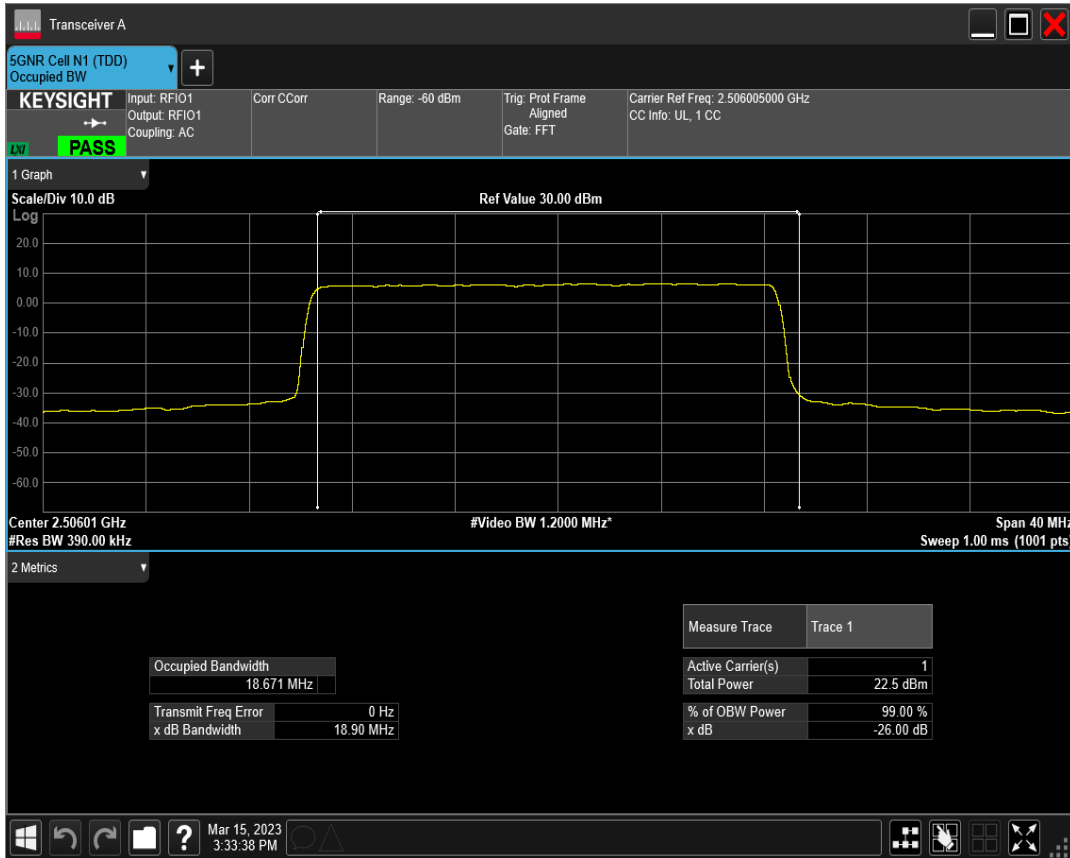 Transceiver A
5GNR Cell N1 (TDD)
Occupied BW
KEYSIGHT
LXI
PASS
Input: RFIO1
Output: RFIO1
Coupling: AC
Corr CCorr
Range: -60 dBm
Trig: Prot Frame
Aligned
Gate: FFT
Carrier Ref Freq: 2.506005000 GHz
CC Info: UL, 1 CC
1 Graph
Scale/Div 10.0 dB
Ref Value 30.00 dBm
Log
20.0
10.0
0.00
-10.0
-20.0
-30.0
-40.0
-50.0
-60.0
Center 2.50601 GHz
#Video BW 1.2000 MHz*
Span 40 MHz
#Res BW 390.00 kHz
Sweep 1.00 ms (1001 pts)
2 Metrics
Measure Trace Trace 1
Occupied Bandwidth
18.671 MHz
Active Carrier(s) 1
Total Power 22.5 dBm
Transmit Freq Error 0 Hz
x dB Bandwidth 18.90 MHz
% of OBW Power 99.00 %
x dB -26.00 dB
?
Mar 15, 2023
3:33:38 PM